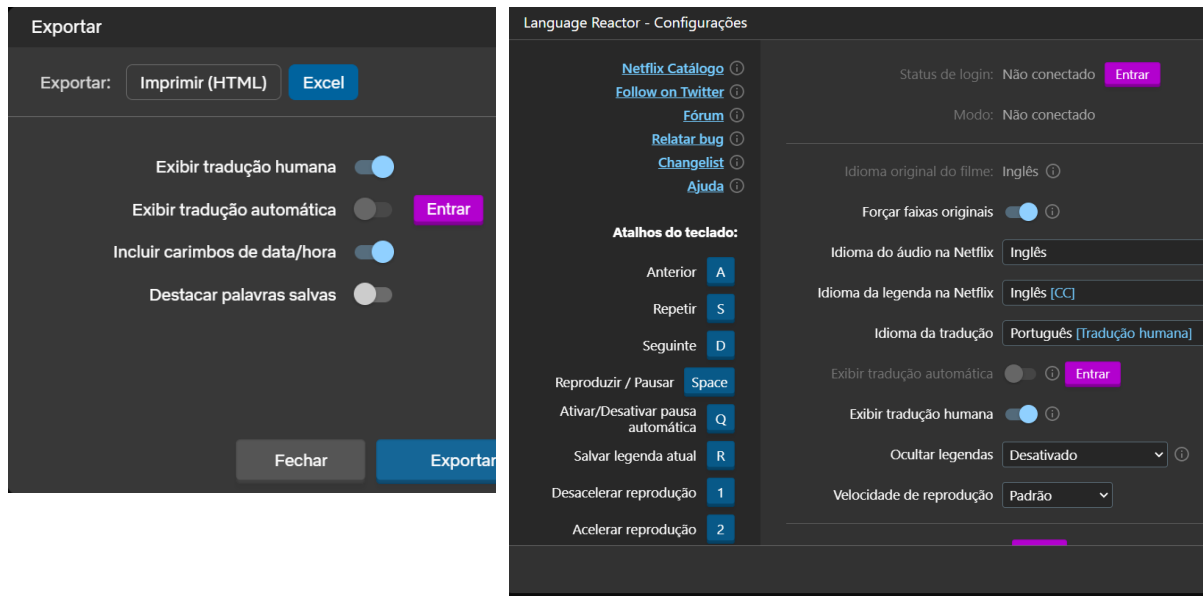 Exportar
Exportar: Imprimir (HTML) Excel
Exibir tradução humana
Exibir tradução automática Entrar
Incluir carimbos de data/hora
Destacar palavras salvas
Fechar Exportar
Language Reactor - Configurações
Netflix Catálogo
Follow on Twitter
Fórum
Relatar bug
Changelist
Ajuda
Atalhos do teclado:
Anterior A
Repetir S
Seguinte D
Reproduzir / Pausar Space
Ativar/Desativar pausa
automática Q
Salvar legenda atual R
Desacelerar reprodução 1
Acelerar reprodução 2
Status de login: Não conectado Entrar
Modo: Não conectado
Idioma original do filme: Inglês
Forçar faixas originais
Idioma do áudio na Netflix Inglês
Idioma da legenda na Netflix Inglês [CC]
Idioma da tradução Português [Tradução humana]
Exibir tradução automática Entrar
Exibir tradução humana
Ocultar legendas Desativado
Velocidade de reprodução Padrão